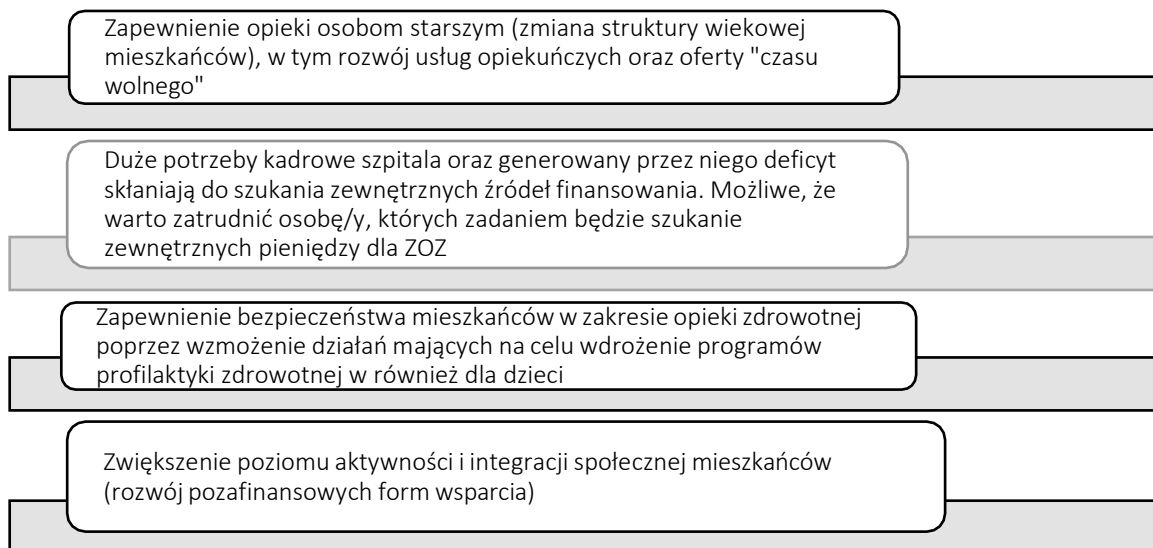 Zapewnienie opieki osobom starszym (zmiana struktury wiekowej
mieszkańców), w tym rozwój usług opiekuńczych oraz oferty "czasu
wolnego"
Duże potrzeby kadrowe szpitala oraz generowany przez niego deficyt
skłaniają do szukania zewnętrznych źródeł finansowania. Możliwe, że
warto zatrudnić osobę/y, których zadaniem będzie szukanie
zewnętrznych pieniędzy dla ZOZ
Zapewnienie bezpieczeństwa mieszkańców w zakresie opieki zdrowotnej
poprzez wzmożenie działań mających na celu wdrożenie programów
profilaktyki zdrowotnej w również dla dzieci
Zwiększenie poziomu aktywności i integracji społecznej mieszkańców
(rozwój pozafinansowych form wsparcia)